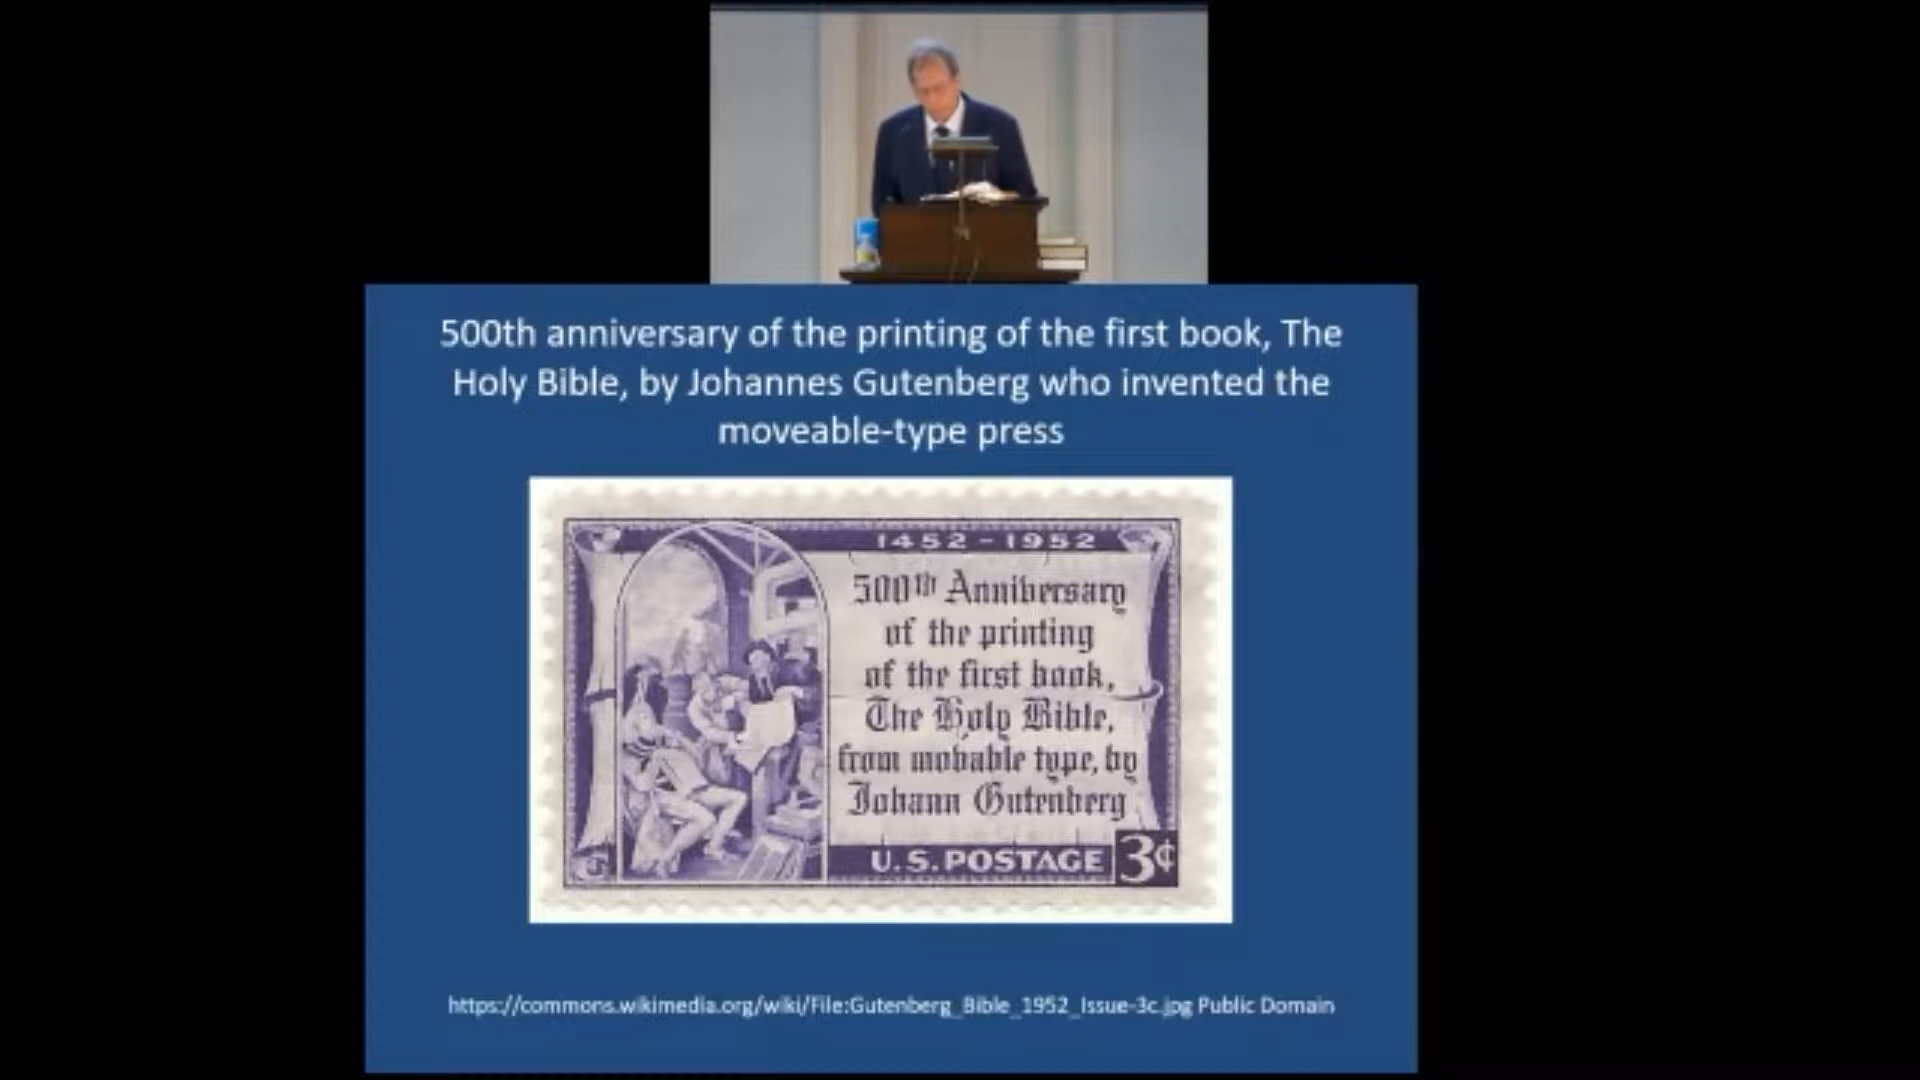 500th anniversary of the printing of the first book, The
Holy Bible, by Johannes Gutenberg who invented the
moveable-type press
1452-1952
500th Anniversary
of the printing
of the first book,
The Holy Bible,
from movable type, by
Johann Gutenberg
U.S. POSTAGE 3¢
https://commons.wikimedia.org/wiki/File:Gutenberg_Bible_1952_Issue-3c.jpg Public Domain